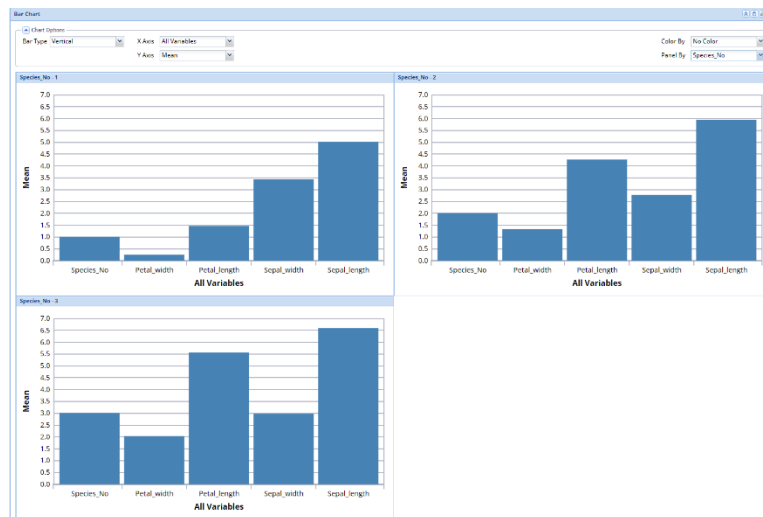 Bar Chart
Chart Options
Bar Type Vertical X Axis All Variables Color By No Color
Y Axis Mean Panel By Species_No
Species_No - 1
7.0
6.5
6.0
5.5
5.0
4.5
4.0
3.5
3.0
2.5
2.0
1.5
1.0
0.5
0.0
Mean
Species_No Petal_width Petal_length Sepal_width Sepal_length
All Variables
Species_No - 2
7.0
6.5
6.0
5.5
5.0
4.5
4.0
3.5
3.0
2.5
2.0
1.5
1.0
0.5
0.0
Mean
Species_No Petal_width Petal_length Sepal_width Sepal_length
All Variables
Species_No - 3
7.0
6.5
6.0
5.5
5.0
4.5
4.0
3.5
3.0
2.5
2.0
1.5
1.0
0.5
0.0
Mean
Species_No Petal_width Petal_length Sepal_width Sepal_length
All Variables